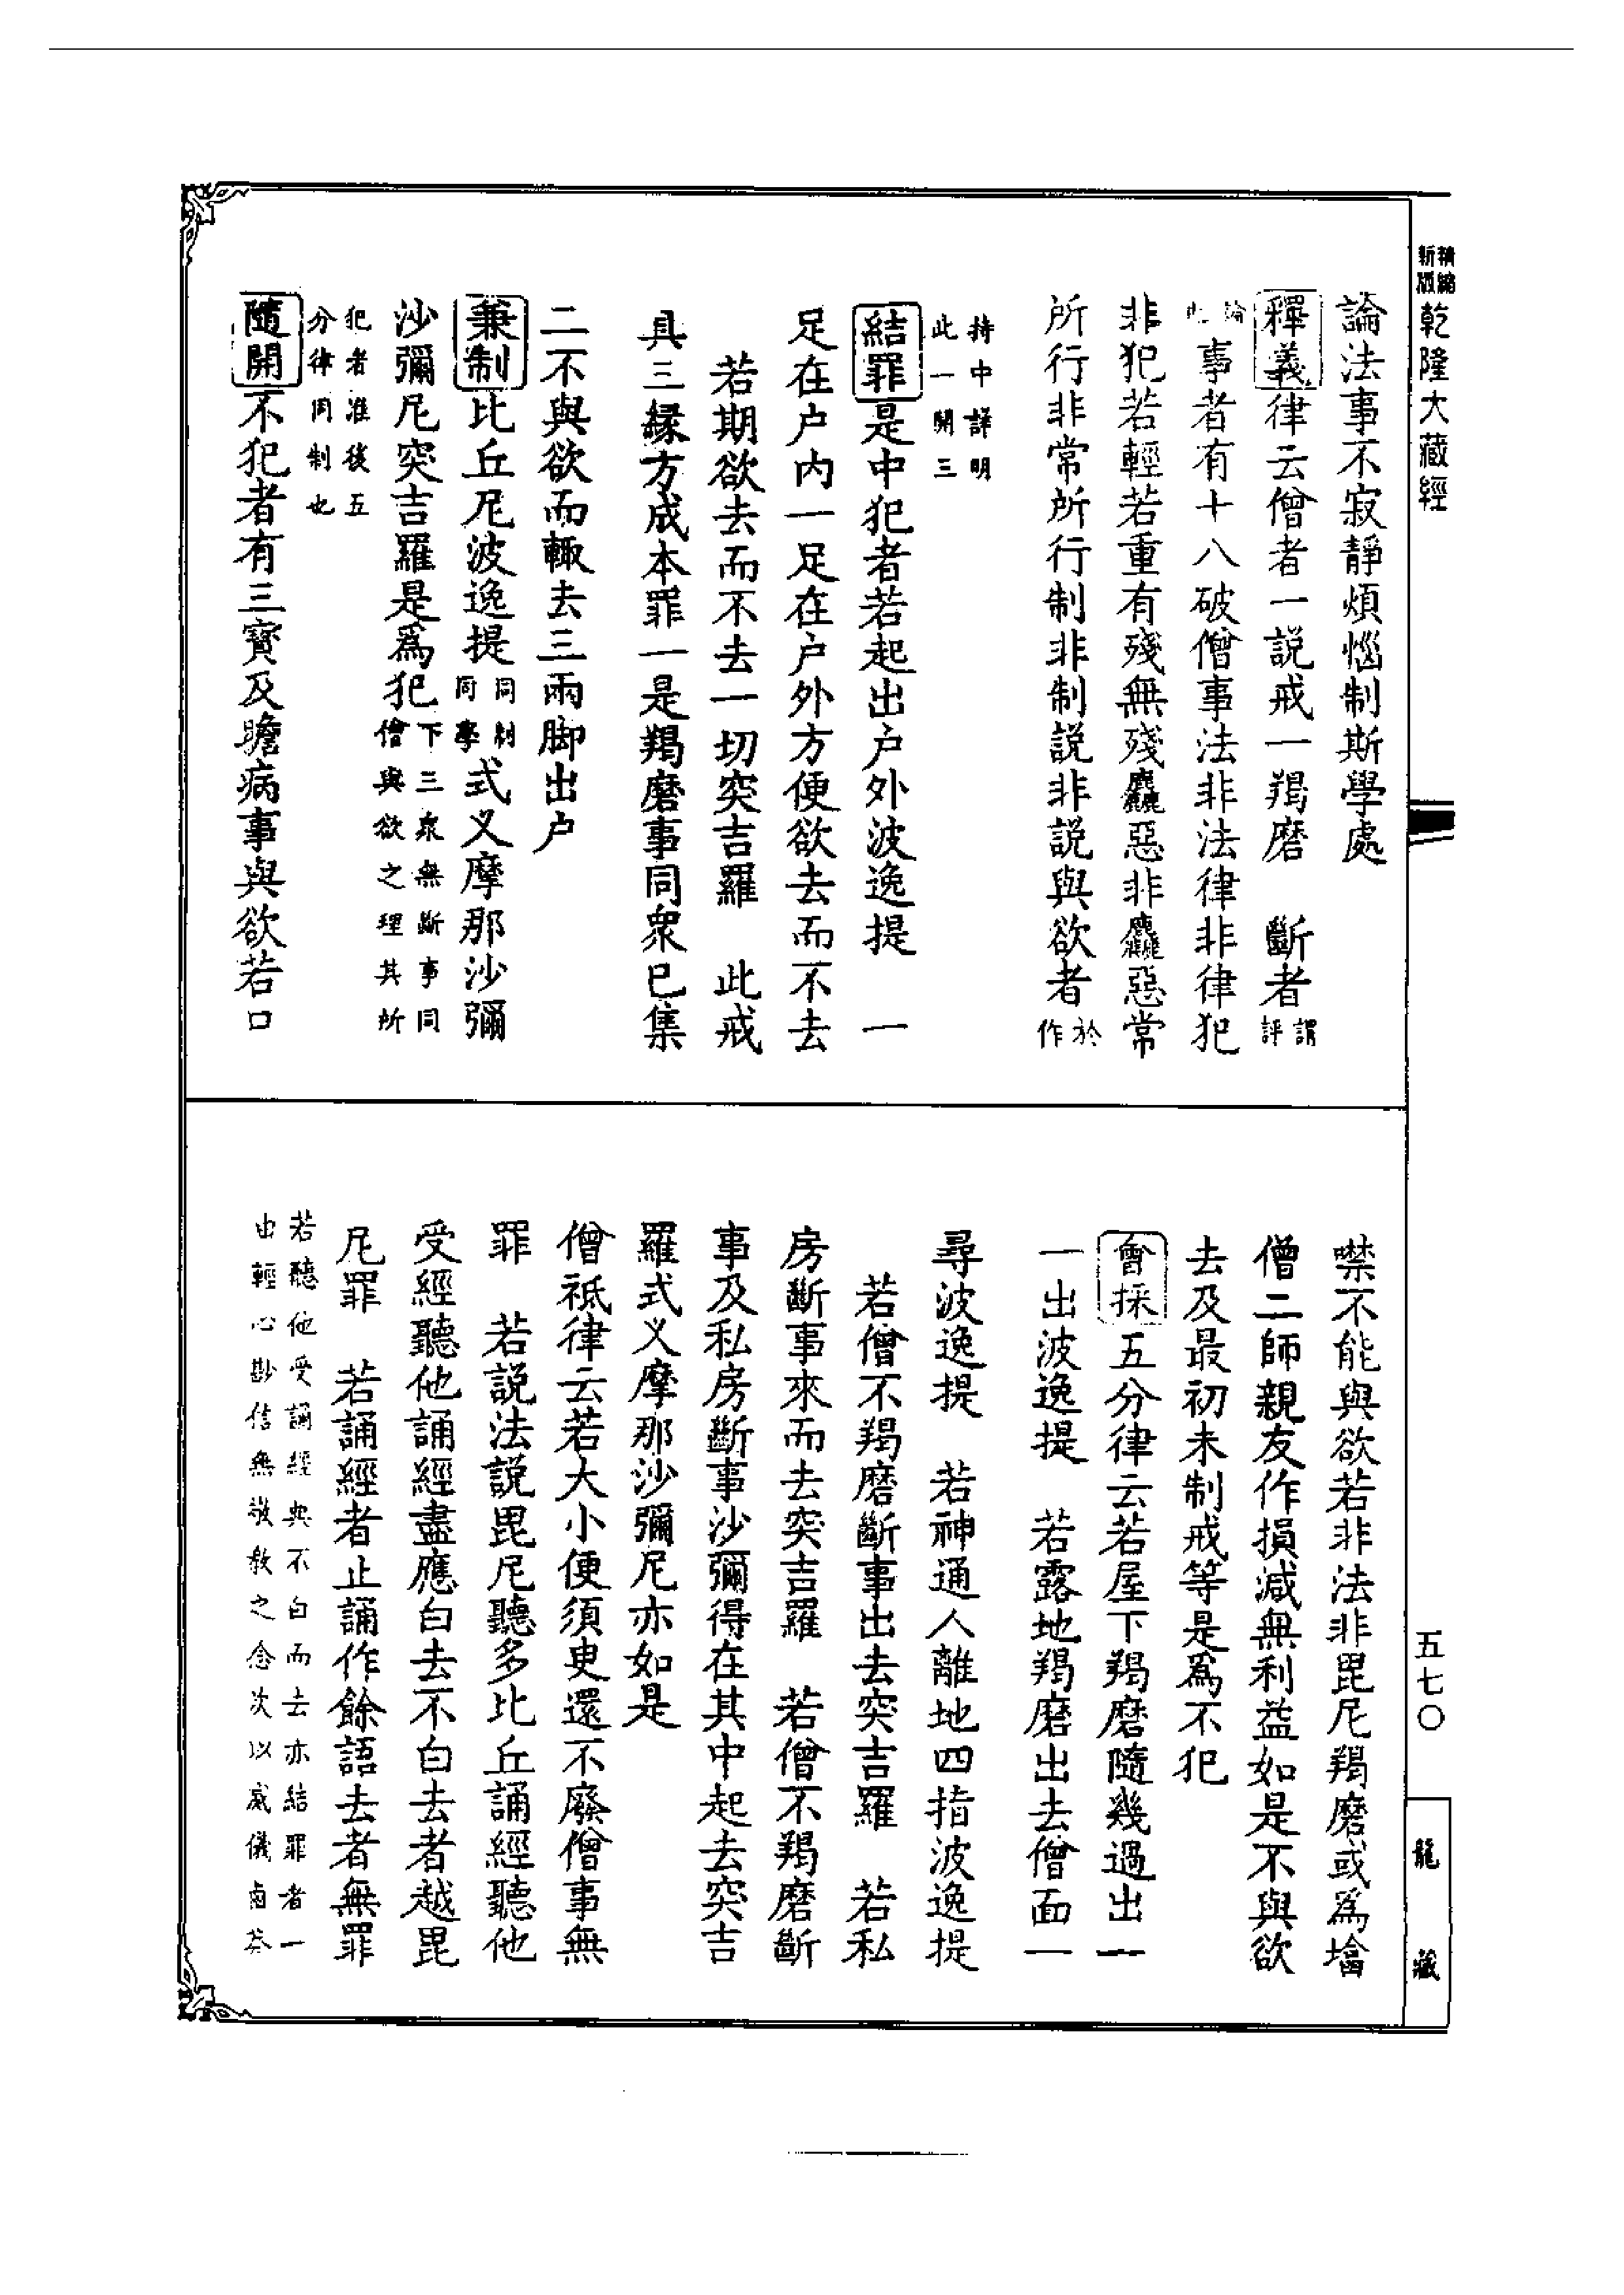 精縮
新版
乾隆大藏經
論法事不寂靜煩惱制斯學處
釋義律云僧者一説戒一羯磨　斷者謂
評
論
事者有十八破僧事法非法律非律犯
非犯若輕若重有殘無殘麤惡非麤惡常
所行非常所行制非制説非説與欲者於
作
持中詳明
此一開三
結罪是中犯者若起出户外波逸提　一
足在户内一足在户外方便欲去而不去
若期欲去而不去一切突吉羅　此戒
具三緣方成本罪一是羯磨事同衆已集
二不與欲而輙去三兩脚出户
兼制比丘尼波逸提同制
同學式义摩那沙彌
沙彌尼突吉羅是爲犯下三衆無斷事同
僧與欲之理其所
犯者准後五
分律同制也
隨開不犯者有三寳及瞻病事與欲若口
噤不能與欲若非法非毘尼羯磨或爲墖
僧二師親友作損減無利益如是不與欲
去及最初未制戒等是爲不犯
會採五分律云若屋下羯磨隨幾過出一
一出波逸提　若露地羯磨出去僧面一
尋波逸提　若神通人離地四指波逸提
若僧不羯磨斷事出去突吉羅　若私
房斷事來而去突吉羅　若僧不羯磨斷
事及私房斷事沙彌得在其中起去突吉
羅式义摩那沙彌尼亦如是
僧祇律云若大小便須臾還不廢僧事無
罪　若説法説毘尼聽多比丘誦經聽他
受經聽他誦經盡應白去不白去者越毘
尼罪　若誦經者止誦作餘語去者無罪
若聽他受誦經典不白而去亦結罪者一
由輕心尠信無敬教之念次以威儀鹵莽
五七〇
龍藏